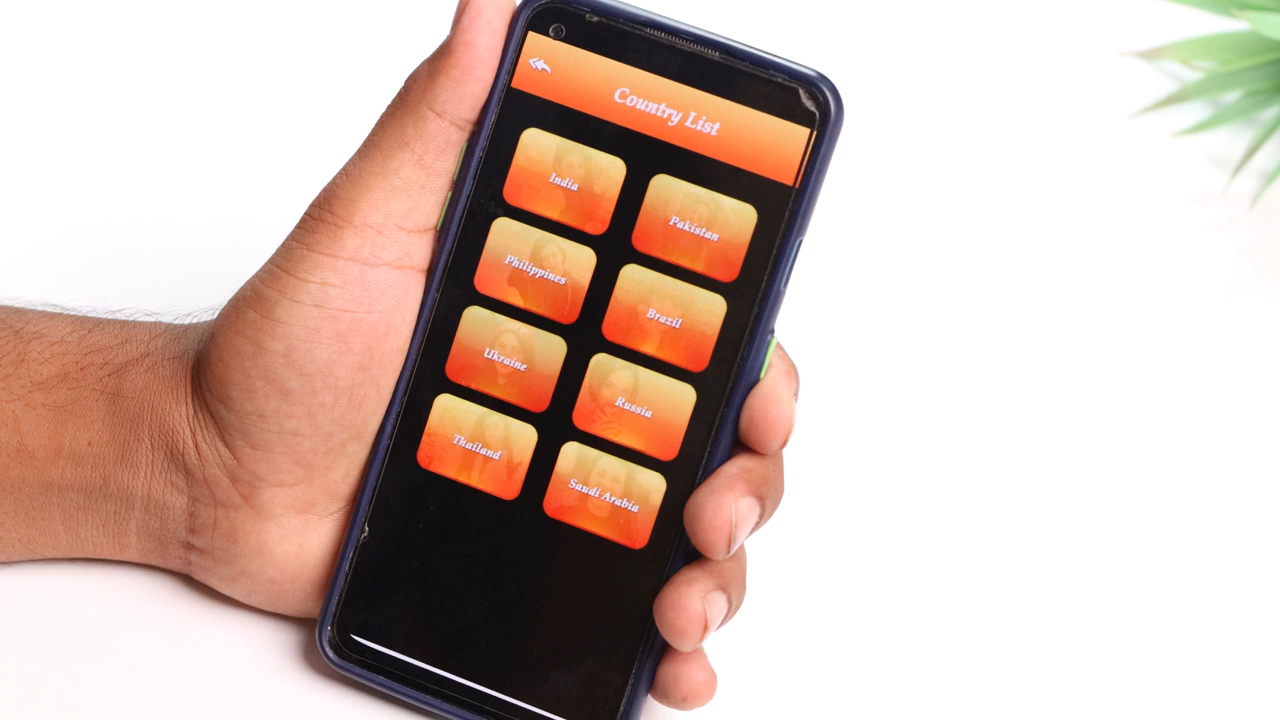 Country List
India
Pakistan
Philippines
Brazil
Ukraine
Russia
Thailand
Saudi Arabia